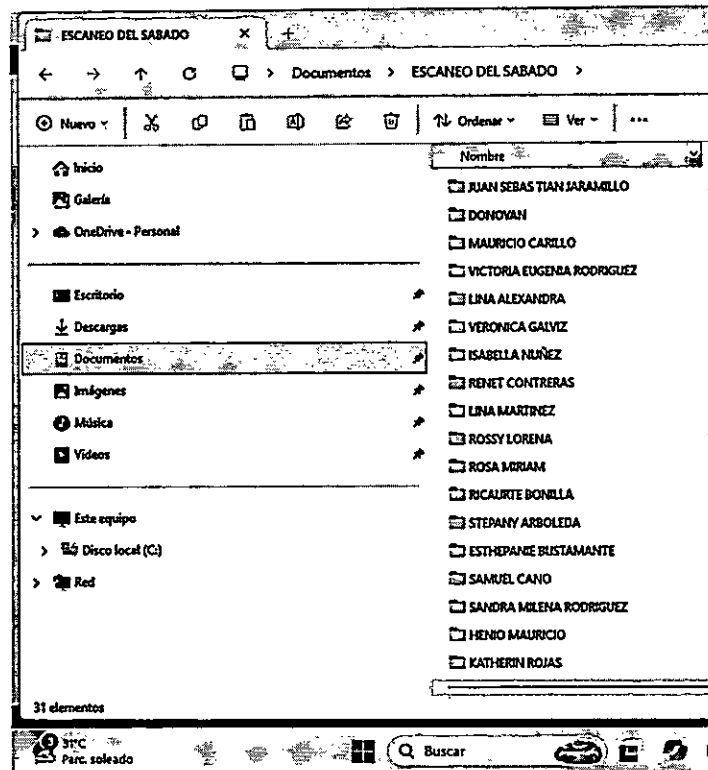 ESCANEO DEL SABADO
Documentos > ESCANEO DEL SABADO >
Nuevo
Ordenar
Ver
Inicio
Galería
OneDrive - Personal
Escritorio
Descargas
Documentos
Imágenes
Música
Vídeos
Este equipo
Disco local (C:)
Red
Nombre
JUAN SEBAS TIAN JARAMILLO
DONOVAN
MAURICIO CARILLO
VICTORIA EUGENIA RODRIGUEZ
LINA ALEXANDRA
VERONICA GALVIZ
ISABELLA NUÑEZ
RENET CONTRERAS
LINA MARTINEZ
ROSSY LORENA
ROSA MIRIAM
RICAURTE BONILLA
STEPANY ARBOLEDA
ESTHEPANIE BUSTAMANTE
SAMUEL CANO
SANDRA MILENA RODRIGUEZ
HENIO MAURICIO
KATHERIN ROJAS
31 elementos
3
31°C
Parc. soleado
Buscar